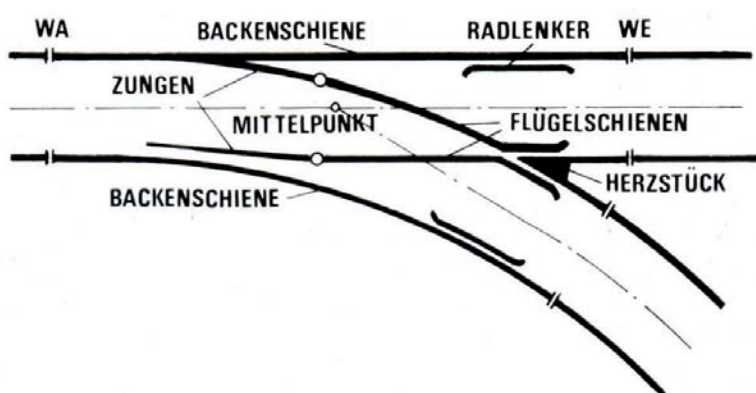 WA
BACKENSCHIENE
RADLENKER
WE
ZUNGEN
MITTELPUNKT
FLÜGELSCHIENEN
BACKENSCHIENE
HERZSTÜCK